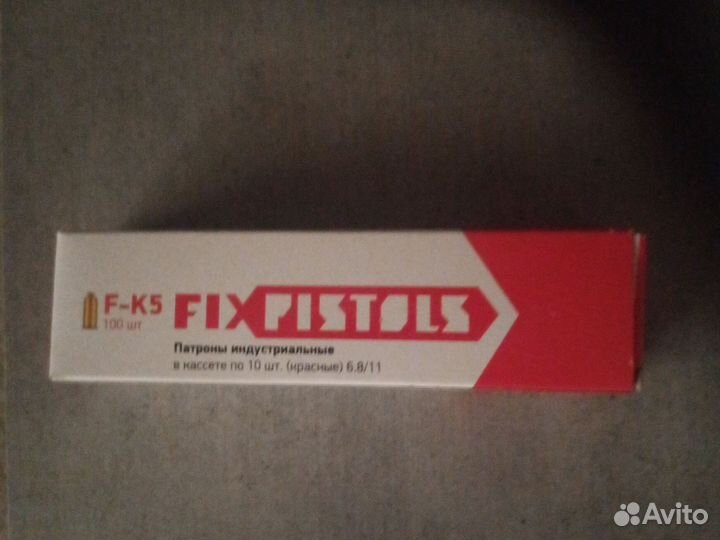 F-K5
100 шт
FIXPISTOLS
Патроны индустриальные
в кассете по 10 шт. (красные) 6.8/11
Avito